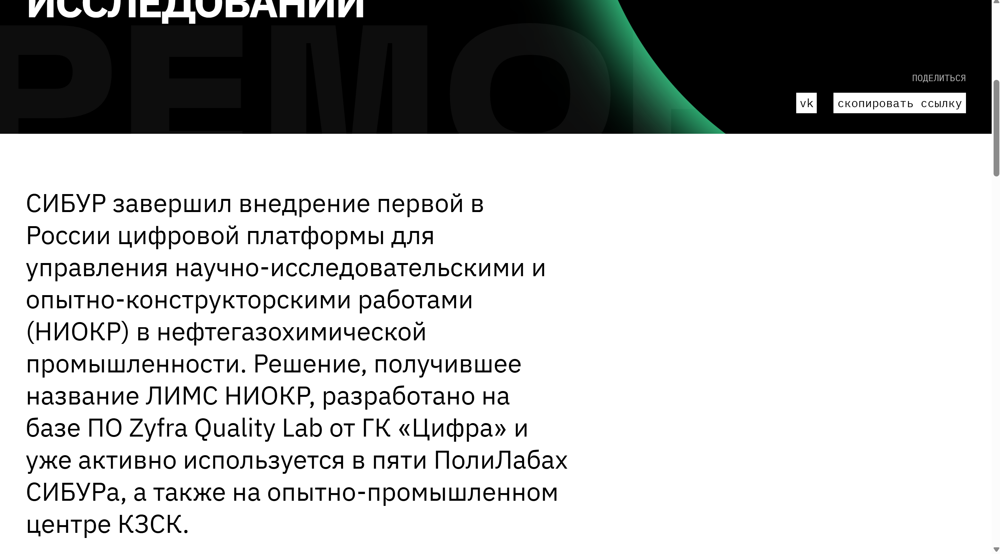 ИССЛЕДОВАНИЙ
РЕМО
ПОДЕЛИТЬСЯ
vk скопировать ссылку
СИБУР завершил внедрение первой в
России цифровой платформы для
управления научно-исследовательскими и
опытно-конструкторскими работами
(НИОКР) в нефтегазохимической
промышленности. Решение, получившее
название ЛИМС НИОКР, разработано на
базе ПО Zyfra Quality Lab от ГК «Цифра» и
уже активно используется в пяти ПолиЛабах
СИБУРа, а также на опытно-промышленном
центре КЗСК.